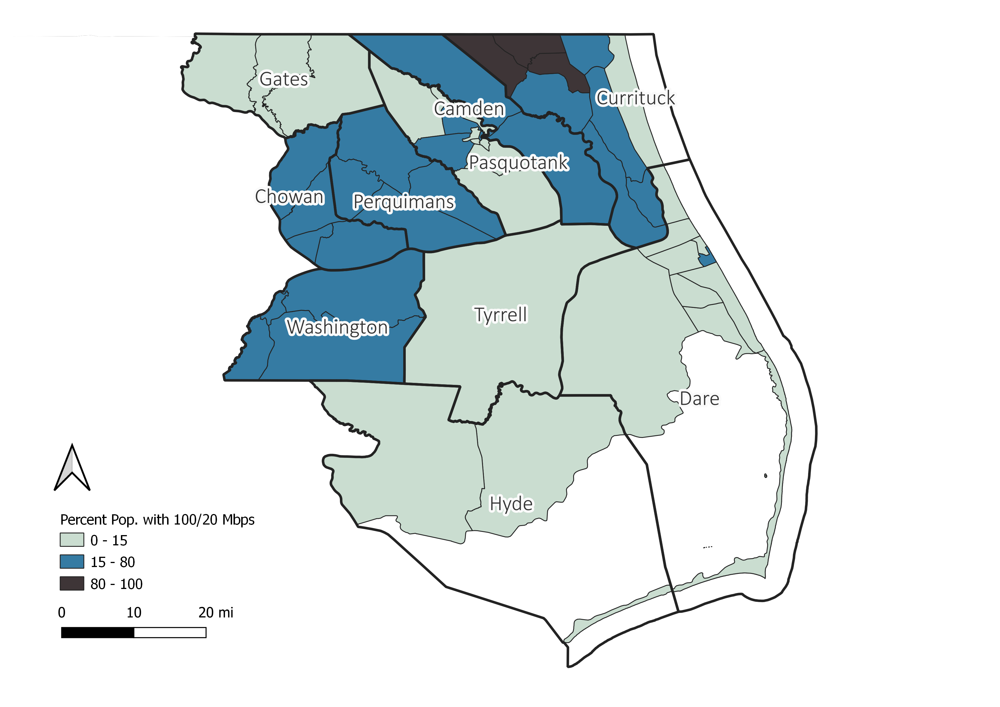 Gates
Currituck
Camden
Pasquotank
Chowan
Perquimans
Tyrrell
Washington
Dare
Hyde
Percent Pop. with 100/20 Mbps
0 - 15
15 - 80
80 - 100
0 10 20 mi